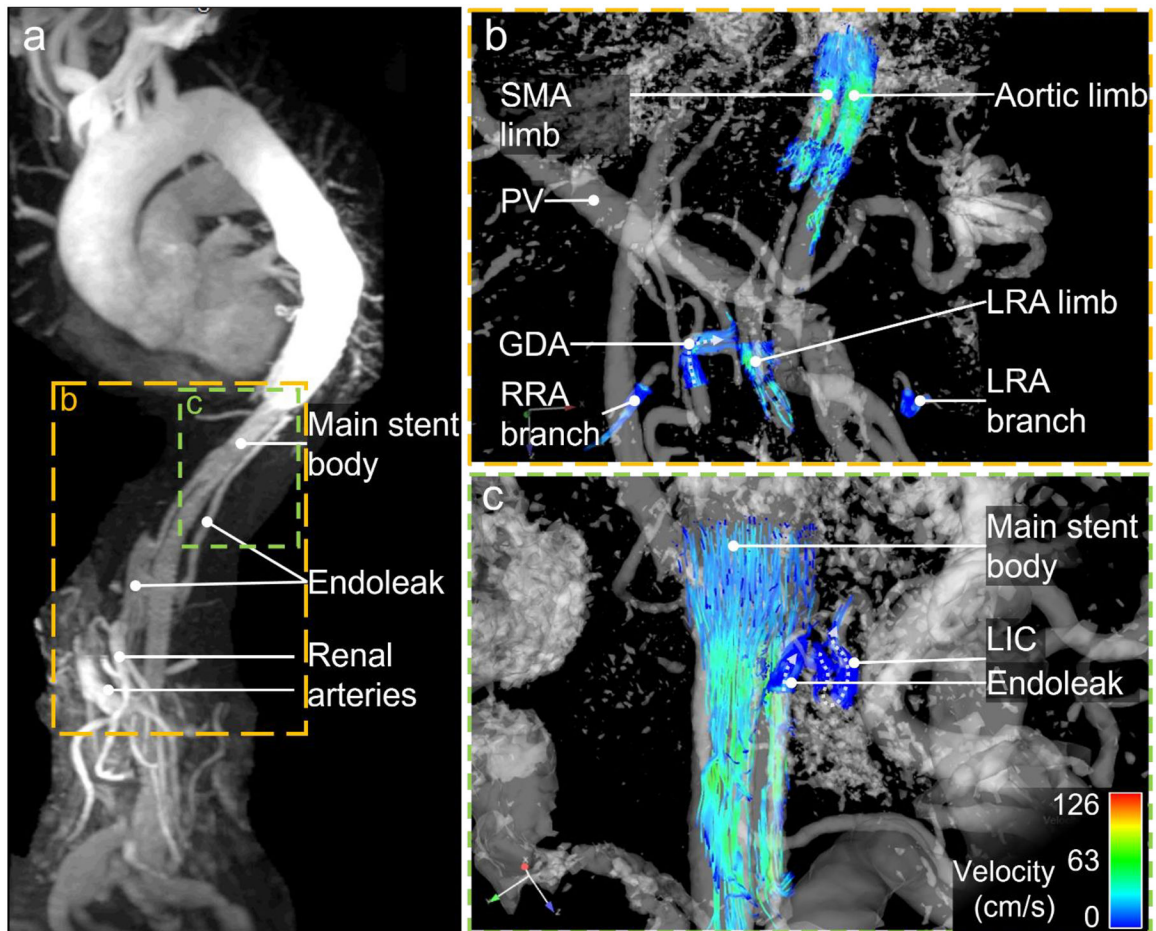 a
b
c
Main stent
body
Endoleak
Renal
arteries
b
SMA
limb
Aortic limb
PV
LRA limb
GDA
RRA
branch
LRA
branch
c
Main stent
body
LIC
Endoleak
126
63
0
Velocity
(cm/s)